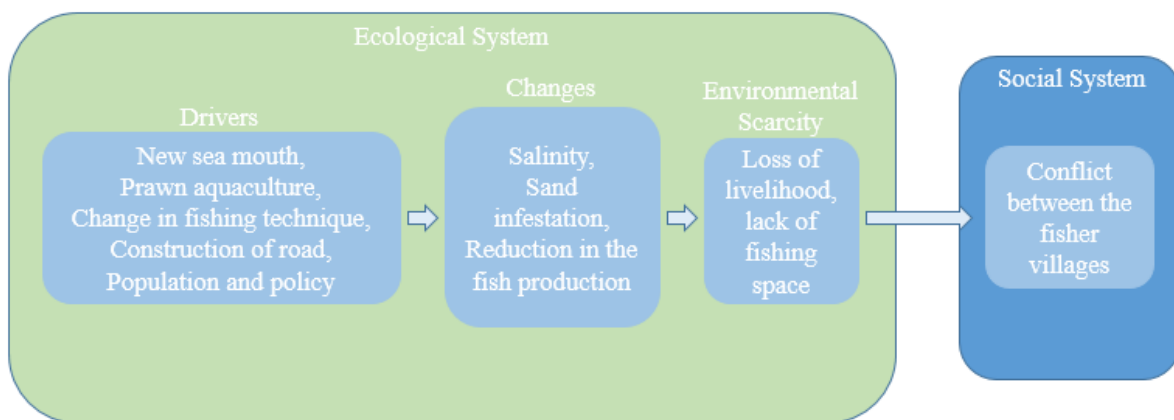 Ecological System
Drivers
New sea mouth,
Prawn aquaculture,
Change in fishing technique,
Construction of road,
Population and policy
Changes
Salinity,
Sand
infestation,
Reduction in the
fish production
Environmental
Scarcity
Loss of
livelihood,
lack of
fishing
space
Social System
Conflict
between the
fisher
villages